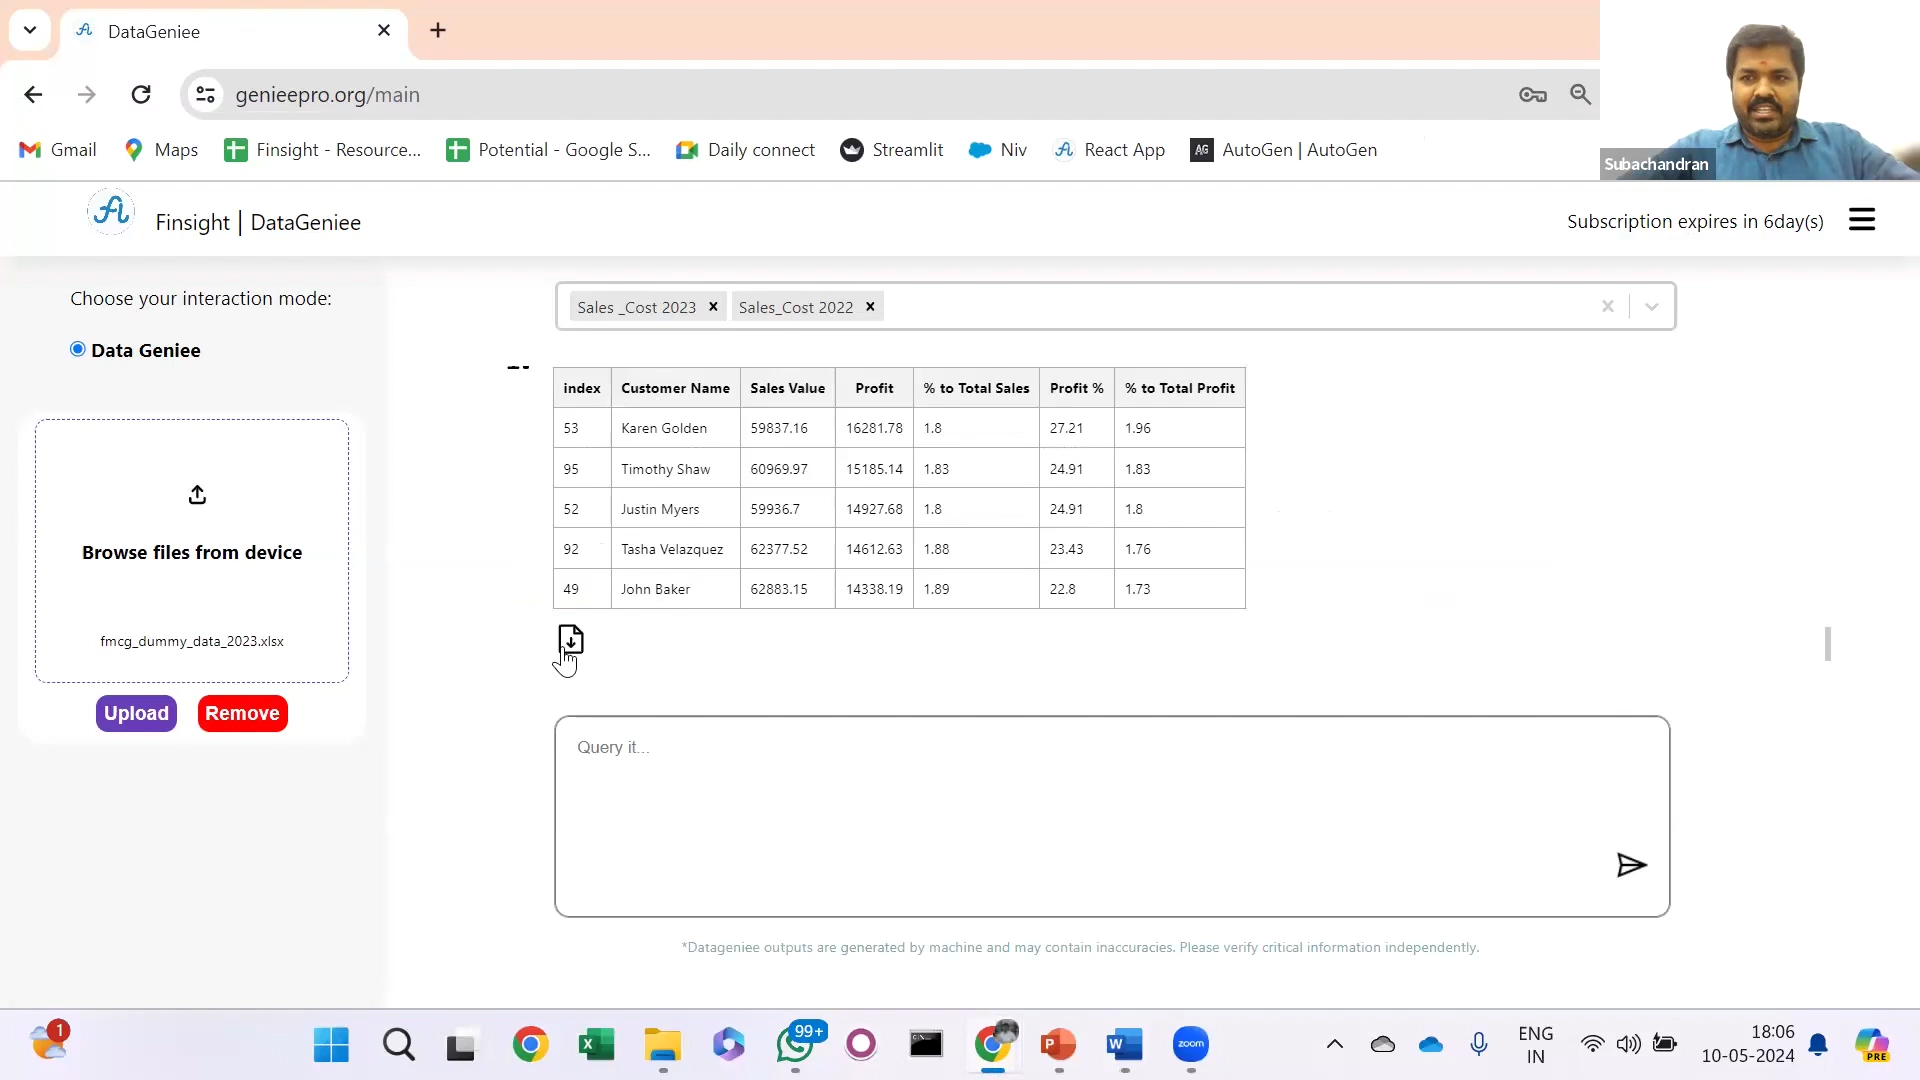 DataGeniee
genieepro.org/main
Gmail Maps Finsight - Resource... Potential - Google S... Daily connect Streamlit Niv React App AG AutoGen | AutoGen
Subachandran
Finsight | DataGeniee
Subscription expires in 6day(s)
Choose your interaction mode:
Data Geniee
Browse files from device
fmcg_dummy_data_2023.xlsx
Upload Remove
Sales _Cost 2023 Sales_Cost 2022
index Customer Name Sales Value Profit % to Total Sales Profit % % to Total Profit
53 Karen Golden 59837.16 16281.78 1.8 27.21 1.96
95 Timothy Shaw 60969.97 15185.14 1.83 24.91 1.83
52 Justin Myers 59936.7 14927.68 1.8 24.91 1.8
92 Tasha Velazquez 62377.52 14612.63 1.88 23.43 1.76
49 John Baker 62883.15 14338.19 1.89 22.8 1.73
Query it...
*Datageniee outputs are generated by machine and may contain inaccuracies. Please verify critical information independently.
1
99+
zoom
ENG
IN
18:06
10-05-2024
PRE